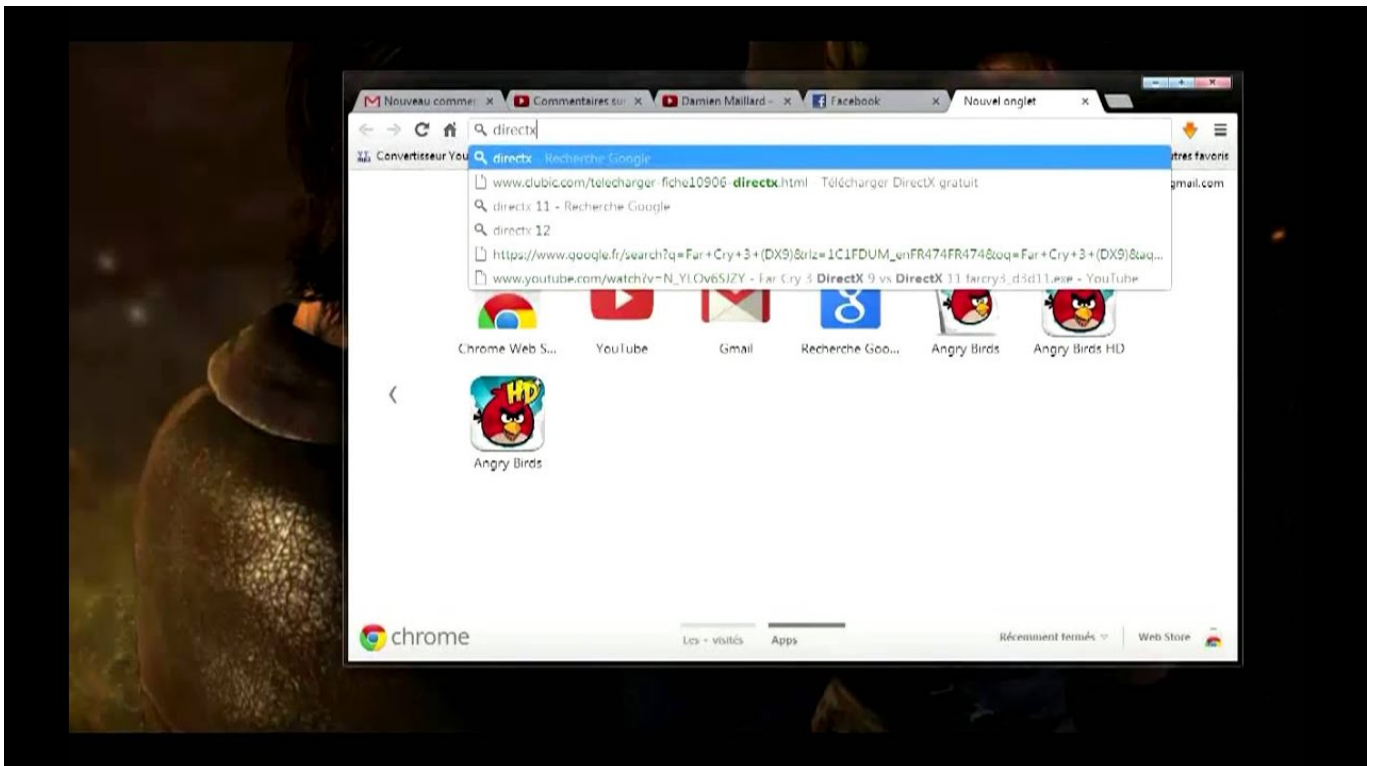 Nouveau commer Commentaires sur Damien Maillard - Facebook Nouvel onglet
directx
Convertisseur You utres favoris
directx - Recherche Google
www.clubic.com/telecharger-fiche10906-directx.html Télécharger DirectX gratuit
gmail.com
directx 11 - Recherche Google
directx 12
https://www.google.fr/search?q=Far+Cry+3+(DX9)&rlz=1C1FDUM_enFR474FR474&oq=Far+Cry+3+(DX9)&aq...
www.youtube.com/watch?v=N_YLOv6SJZY - Far Cry 3 DirectX 9 vs DirectX 11 farcry3_d3d11.exe - YouTube
Chrome Web S... YouTube Gmail Recherche Goo... Angry Birds Angry Birds HD
HD
Angry Birds
chrome Les + visités Apps Récemment fermés Web Store